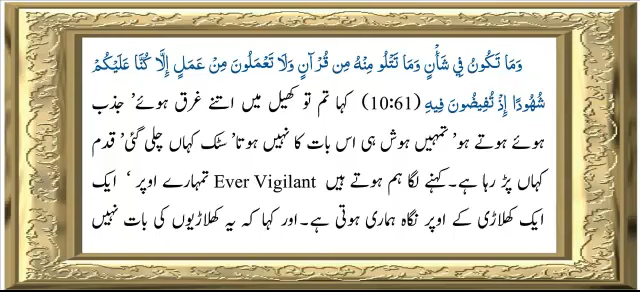 وَمَا تَكُونُ فِي شَأْنٍ وَمَا تَتْلُو مِنْهُ مِن قُرْآنٍ وَلَا تَعْمَلُونَ مِنْ عَمَلٍ إِلَّا كُنَّا عَلَيْكُمْ
شُهُودًا إِذْ تُفِيضُونَ فِيهِ (10:61) کہا تم تو کھیل میں اتنے غرق ہوئے’ جذب
ہوئے ہوتے ہو’ تمہیں ہوش ہی اس بات کا نہیں ہوتا’ سٹک کہاں چلی گئی’ قدم
کہاں پڑ رہا ہے۔ کہنے لگا ہم ہوتے ہیں Ever Vigilant تمہارے اوپر ‘ ایک
ایک کھلاڑی کے اوپر نگاہ ہماری ہوتی ہے۔ اور کہا کہ یہ کھلاڑیوں کی بات نہیں